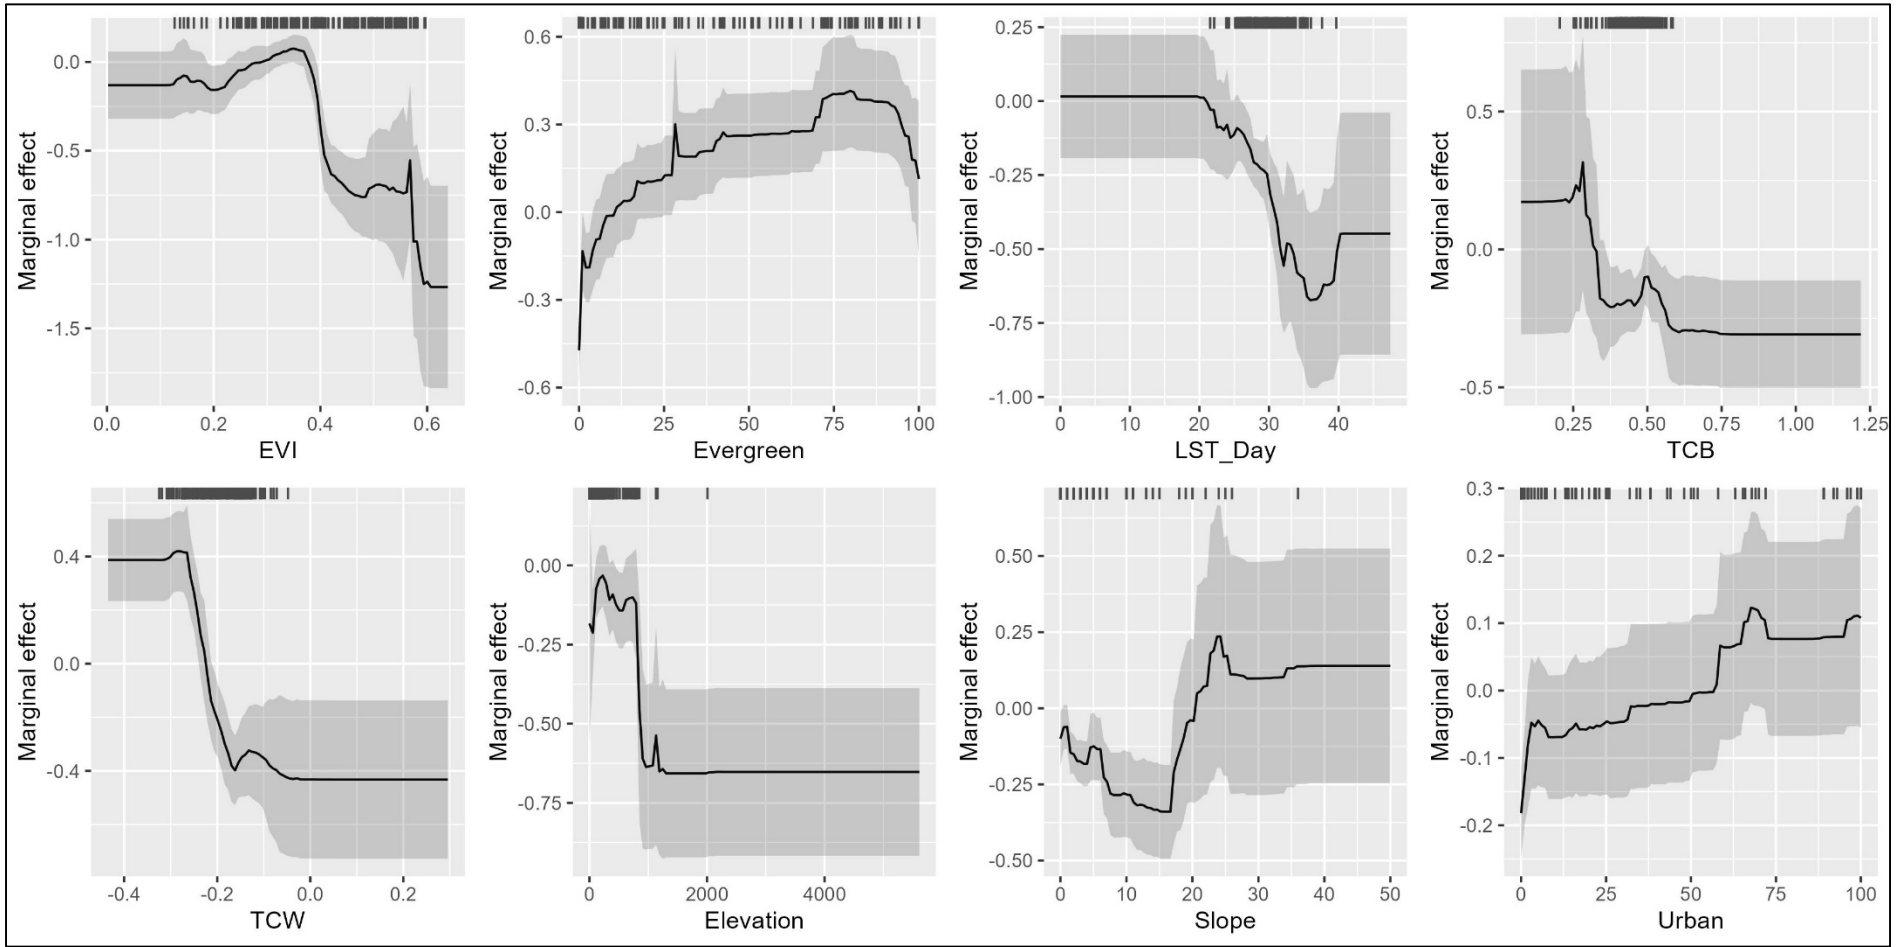 Marginal effect
0.0
-0.5
-1.0
-1.5
0.0 0.2 0.4 0.6
EVI
Marginal effect
0.6
0.3
0.0
-0.3
-0.6
0 25 50 75 100
Evergreen
Marginal effect
0.25
0.00
-0.25
-0.50
-0.75
-1.00
0 10 20 30 40
LST_Day
Marginal effect
0.5
0.0
-0.5
0.25 0.50 0.75 1.00 1.25
TCB
Marginal effect
0.4
0.0
-0.4
-0.4 -0.2 0.0 0.2
TCW
Marginal effect
0.00
-0.25
-0.50
-0.75
0 2000 4000
Elevation
Marginal effect
0.50
0.25
0.00
-0.25
-0.50
0 10 20 30 40 50
Slope
Marginal effect
0.3
0.2
0.1
0.0
-0.1
-0.2
0 25 50 75 100
Urban